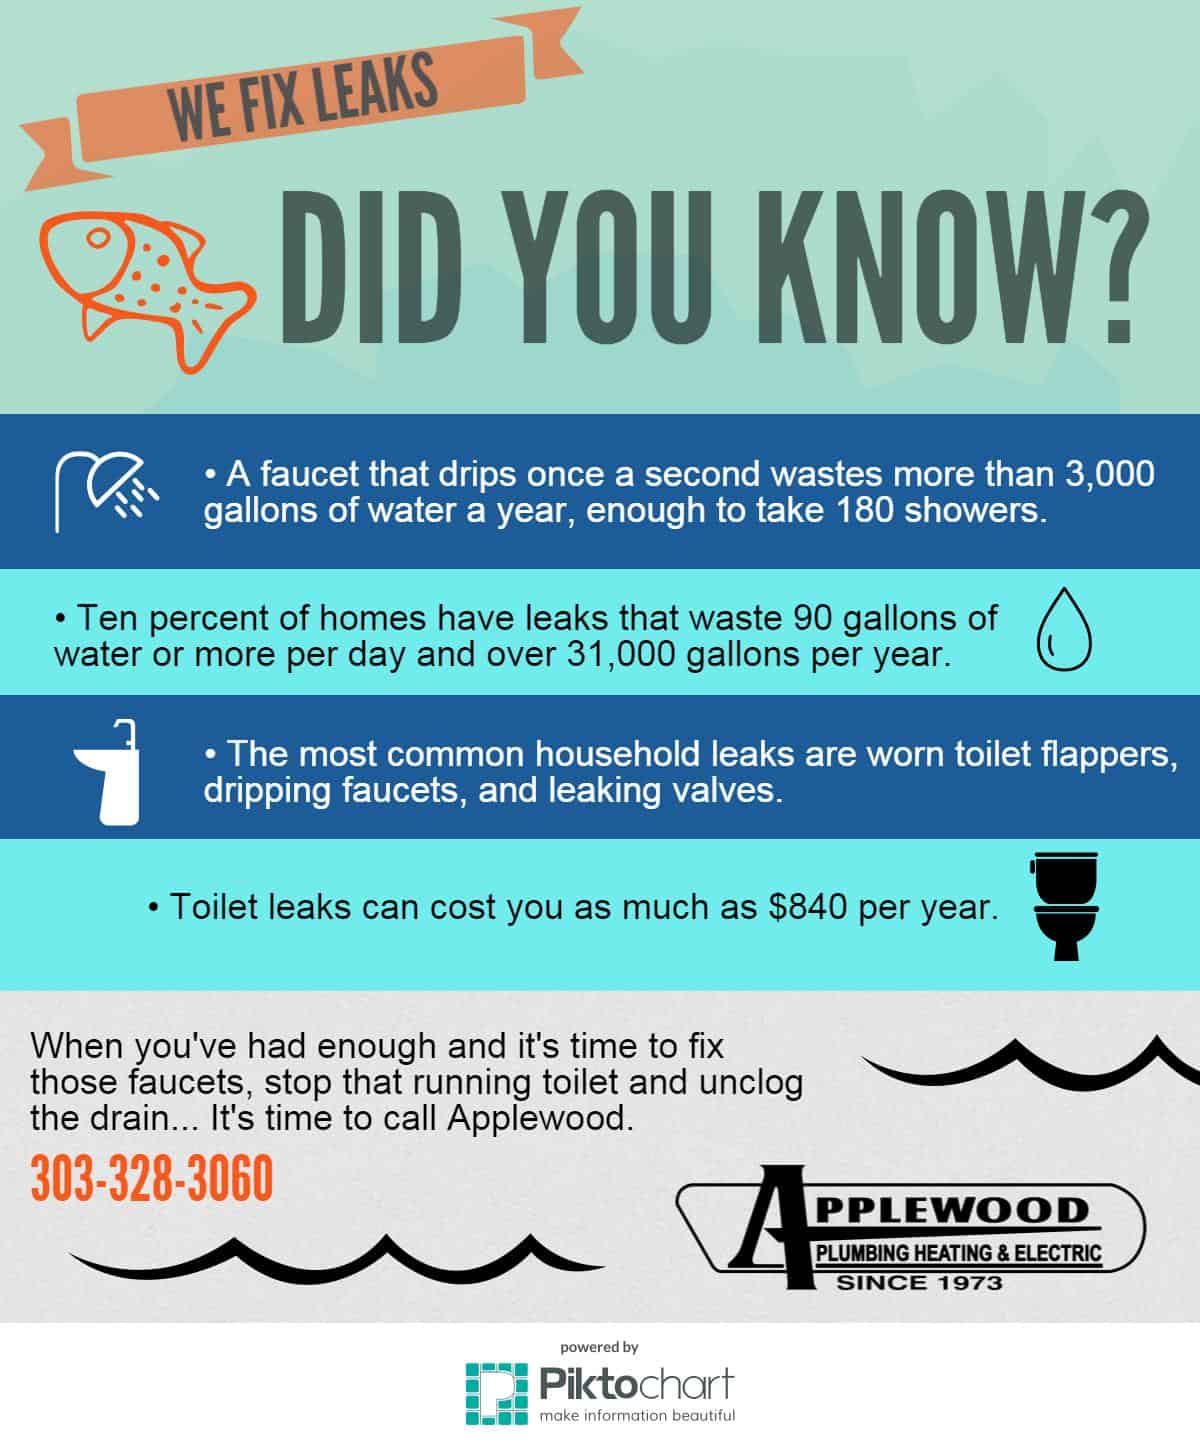 WE FIX LEAKS
DID YOU KNOW?
• A faucet that drips once a second wastes more than 3,000
gallons of water a year, enough to take 180 showers.
• Ten percent of homes have leaks that waste 90 gallons of
water or more per day and over 31,000 gallons per year.
• The most common household leaks are worn toilet flappers,
dripping faucets, and leaking valves.
• Toilet leaks can cost you as much as $840 per year.
When you've had enough and it's time to fix
those faucets, stop that running toilet and unclog
the drain... It's time to call Applewood.
303-328-3060
APPLEWOOD
PLUMBING HEATING & ELECTRIC
SINCE 1973
powered by
Piktochart
make information beautiful